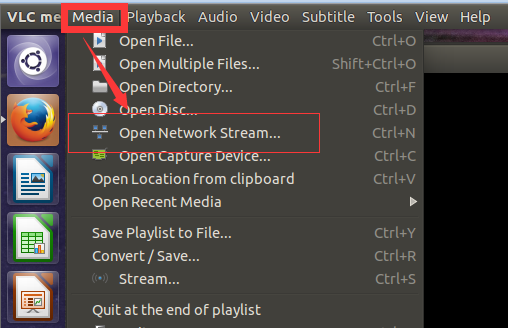 VLC me Media Playback Audio Video Subtitle Tools View Help
Open File... Ctrl+O
Open Multiple Files... Shift+Ctrl+O
Open Directory... Ctrl+F
Open Disc... Ctrl+D
Open Network Stream... Ctrl+N
Open Capture Device... Ctrl+C
Open Location from clipboard Ctrl+V
Open Recent Media
Save Playlist to File... Ctrl+Y
Convert / Save... Ctrl+R
Stream... Ctrl+S
Quit at the end of playlist